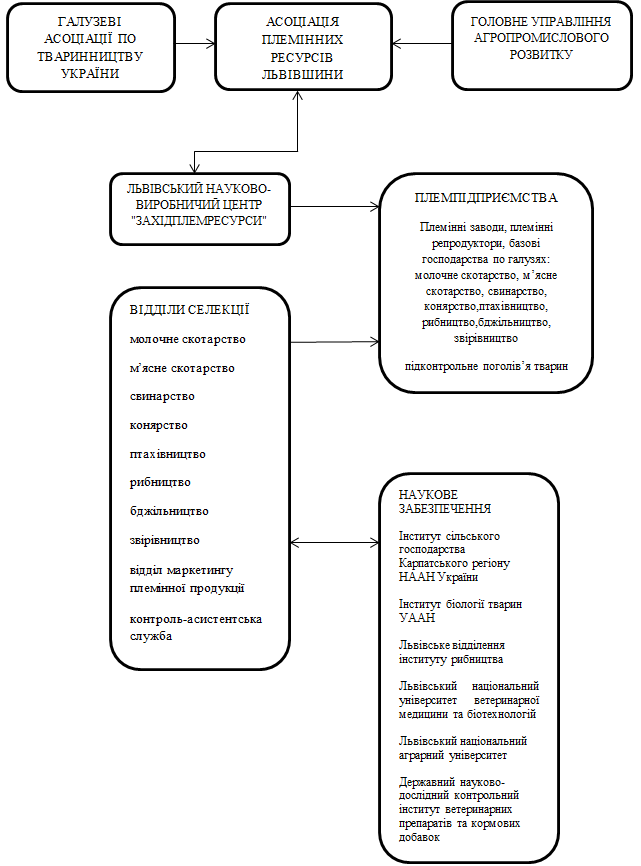 ГАЛУЗЕВІ
АСОЦІАЦІЇ ПО
ТВАРИННИЦТВУ
УКРАЇНИ
АСОЦІАЦІЯ
ПЛЕМІННИХ
РЕСУРСІВ
ЛЬВІВШИНИ
ГОЛОВНЕ УПРАВЛІННЯ
АГРОПРОМИСЛОВОГО
РОЗВИТКУ
ЛЬВІВСЬКИЙ НАУКОВО-
ВИРОБНИЧИЙ ЦЕНТР
"ЗАХІДПЛЕМРЕСУРСИ"
ПЛЕМПІДПРИЄМСТВА
Племінні заводи, племінні
репродуктори, базові
господарства по галузях:
молочне скотарство, м’ясне
скотарство, свинарство,
конярство,птахівництво,
рибництво,бджільництво,
звірівництво
підконтрольне поголів’я тварин
ВІДДІЛИ СЕЛЕКЦІЇ
молочне скотарство
м’ясне скотарство
свинарство
конярство
птахівництво
рибництво
бджільництво
звірівництво
відділ маркетингу
племінної продукції
контроль-асистентська
служба
НАУКОВЕ
ЗАБЕЗПЕЧЕННЯ
Інститут сільського
господарства
Карпатського регіону
НААН України
Інститут біології тварин
УААН
Львівське відділення
інституту рибництва
Львівський національний
університет ветеринарної
медицини та біотехнологій
Львівський національний
аграрний університет
Державний науково-
дослідний контрольний
інститут ветеринарних
препаратів та кормових
добавок